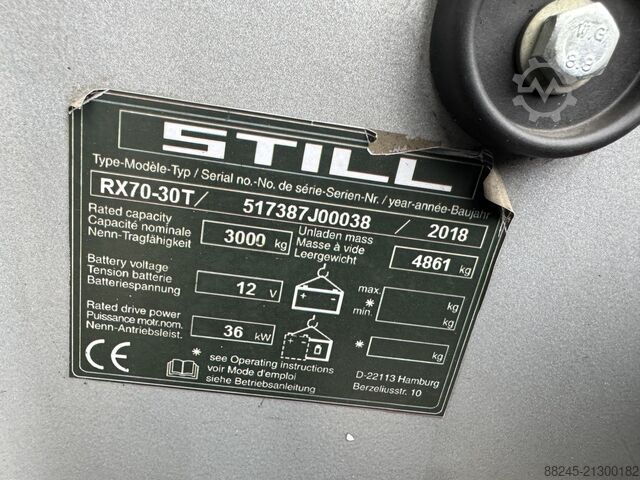 W.G
8.8
STILL
Type-Modèle-Typ / Serial no.-No. de série-Serien-Nr. / year-année-Baujahr
RX70-30T / 517387J00038 / 2018
Rated capacity
Capacité nominale
Nenn-Tragfähigkeit
3000 kg
Unladen mass
Masse à vide
Leergewicht
4861 kg
Battery voltage
Tension batterie
Batteriespannung
12 V
max.
*
min.
kg
kg
Rated drive power
Puissance motr.nom.
Nenn-Antriebsleist.
36 kW
* kg
CE
* see Operating instructions
voir Mode d'emploi
siehe Betriebsanleitung
D-22113 Hamburg
Berzeliusstr. 10
88245-21300182